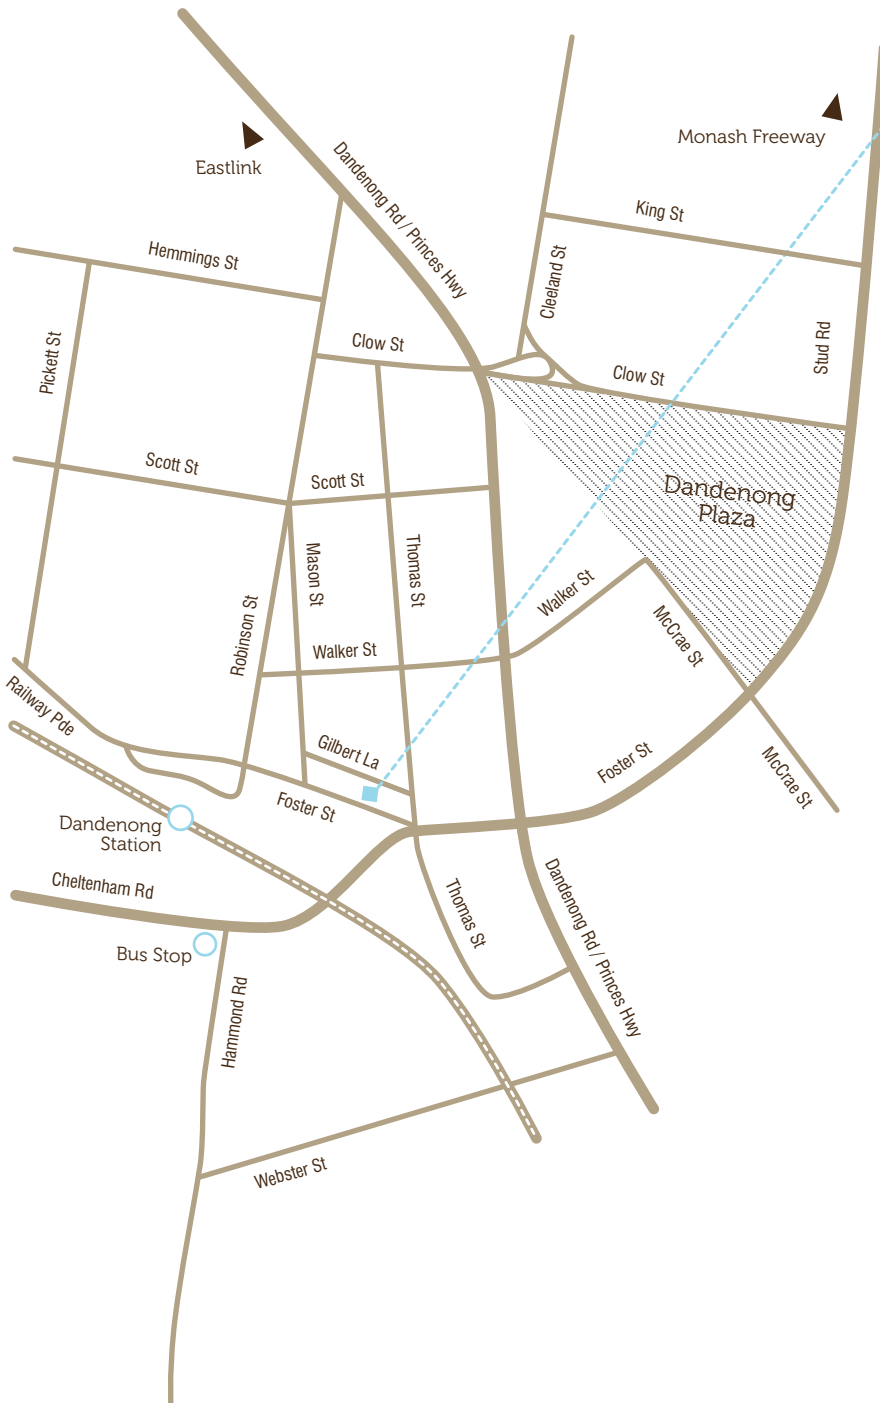 Monash Freeway
Eastlink
Dandenong Rd / Princes Hwy
King St
Hemmings St
Cleeland St
Pickett St
Clow St
Stud Rd
Clow St
Scott St
Scott St
Dandenong
Plaza
Mason St
Thomas St
Walker St
Robinson St
McCrae St
Walker St
Railway Pde
Gilbert La
Foster St
McCrae St
Foster St
Dandenong
Station
Cheltenham Rd
Thomas St
Dandenong Rd / Princes Hwy
Bus Stop
Hammond Rd
Webster St